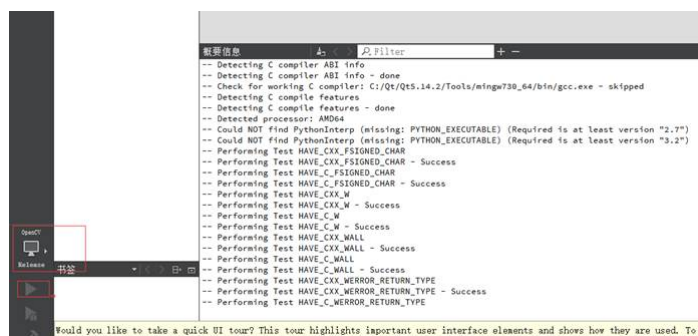 概要信息
Filter
-- Detecting C compiler ABI info
-- Detecting C compiler ABI info - done
-- Check for working C compiler: C:/Qt/Qt5.14.2/Tools/mingw730_64/bin/gcc.exe - skipped
-- Detecting C compile features
-- Detecting C compile features - done
-- Detected processor: AMD64
-- Could NOT find PythonInterp (missing: PYTHON_EXECUTABLE) (Required is at least version "2.7")
-- Could NOT find PythonInterp (missing: PYTHON_EXECUTABLE) (Required is at least version "3.2")
-- Performing Test HAVE_CXX_FSIGNED_CHAR
-- Performing Test HAVE_CXX_FSIGNED_CHAR - Success
-- Performing Test HAVE_C_FSIGNED_CHAR
-- Performing Test HAVE_C_FSIGNED_CHAR - Success
-- Performing Test HAVE_CXX_W
-- Performing Test HAVE_CXX_W - Success
-- Performing Test HAVE_C_W
-- Performing Test HAVE_C_W - Success
-- Performing Test HAVE_CXX_WALL
-- Performing Test HAVE_CXX_WALL - Success
-- Performing Test HAVE_C_WALL
-- Performing Test HAVE_C_WALL - Success
-- Performing Test HAVE_CXX_WERROR_RETURN_TYPE
-- Performing Test HAVE_CXX_WERROR_RETURN_TYPE - Success
-- Performing Test HAVE_C_WERROR_RETURN_TYPE
OpenCV
Release
书签
Would you like to take a quick UI tour? This tour highlights important user interface elements and shows how they are used. To